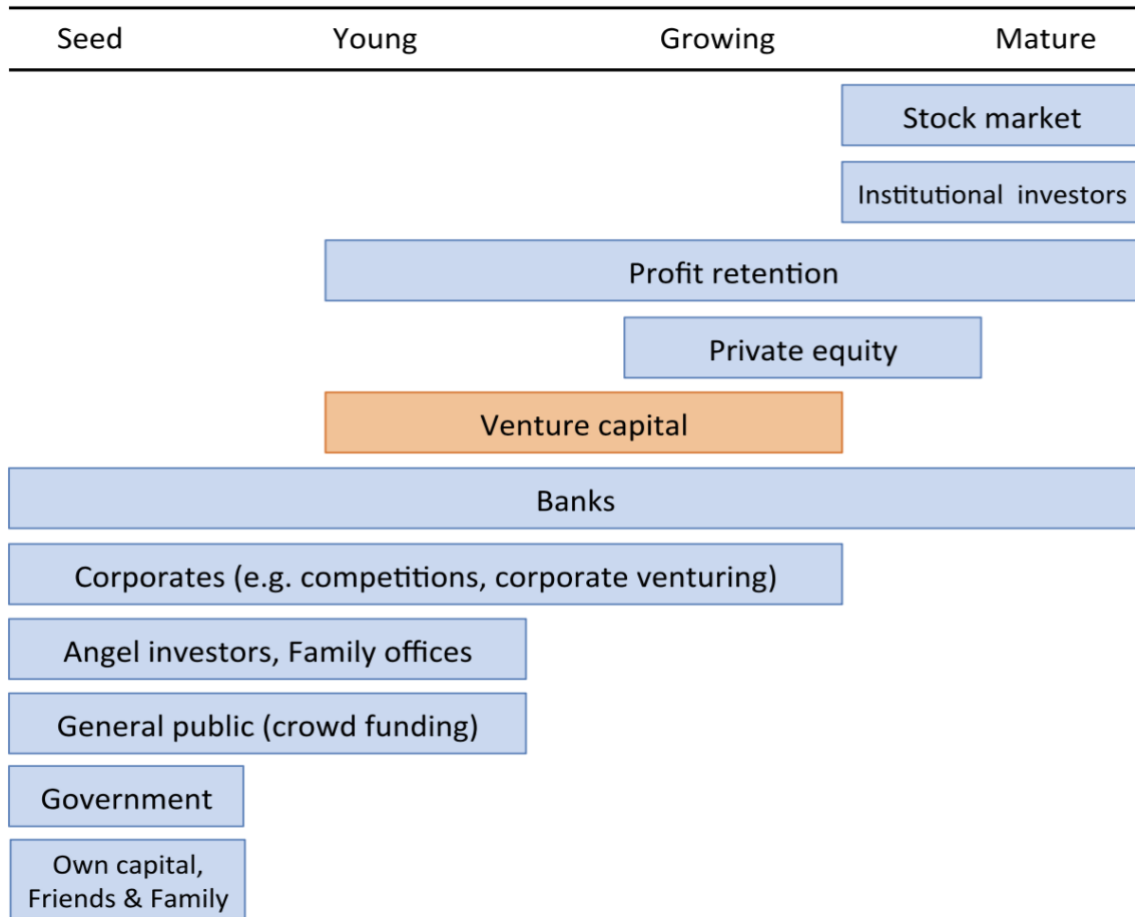 Seed Young Growing Mature
Stock market
Institutional investors
Profit retention
Private equity
Venture capital
Banks
Corporates (e.g. competitions, corporate venturing)
Angel investors, Family offices
General public (crowd funding)
Government
Own capital,
Friends & Family